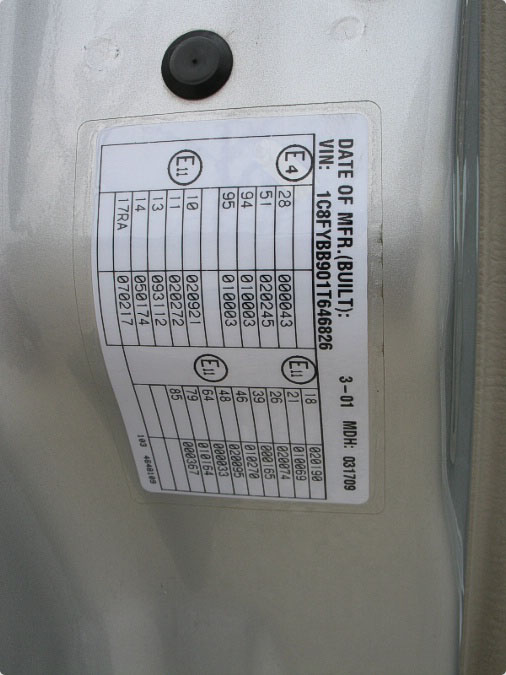 DATE OF MFR.(BUILT): 3-01 MDH: 031709
VIN: 1C8FYBB901T646826
E4 28 000043
51 020245
94 010003
95 010003
E11 10 020921
11 020272
13 093112
14 050174
17RA 070217
E11 18 020190
21 010069
26 020074
39 000165
46 010270
48 020095
E11 64 000033
79 010164
85 000367
103